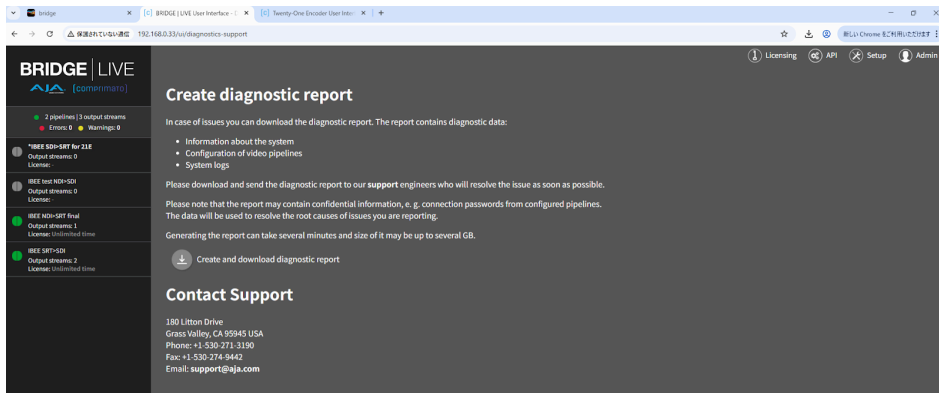 bridge
BRIDGE | LIVE User Interface - (
Twenty-One Encoder User Inter
保護されていない通信
192.168.0.33/ui/diagnostics-support
新しい Chrome をご利用いただけます
Licensing
API
Setup
Admin
BRIDGE | LIVE
AJA [comprimato]
2 pipelines | 3 output streams
Errors: 0 Warnings: 0
*IBEE SDI>SRT for 21E
Output streams: 0
License: -
IBEE test NDI>SDI
Output streams: 0
License: -
IBEE NDI>SRT final
Output streams: 1
License: Unlimited time
IBEE SRT>SDI
Output streams: 2
License: Unlimited time
Create diagnostic report
In case of issues you can download the diagnostic report. The report contains diagnostic data:
• Information about the system
• Configuration of video pipelines
• System logs
Please download and send the diagnostic report to our support engineers who will resolve the issue as soon as possible.
Please note that the report may contain confidential information, e. g. connection passwords from configured pipelines.
The data will be used to resolve the root causes of issues you are reporting.
Generating the report can take several minutes and size of it may be up to several GB.
Create and download diagnostic report
Contact Support
180 Litton Drive
Grass Valley, CA 95945 USA
Phone: +1-530-271-3190
Fax: +1-530-274-9442
Email: support@aja.com